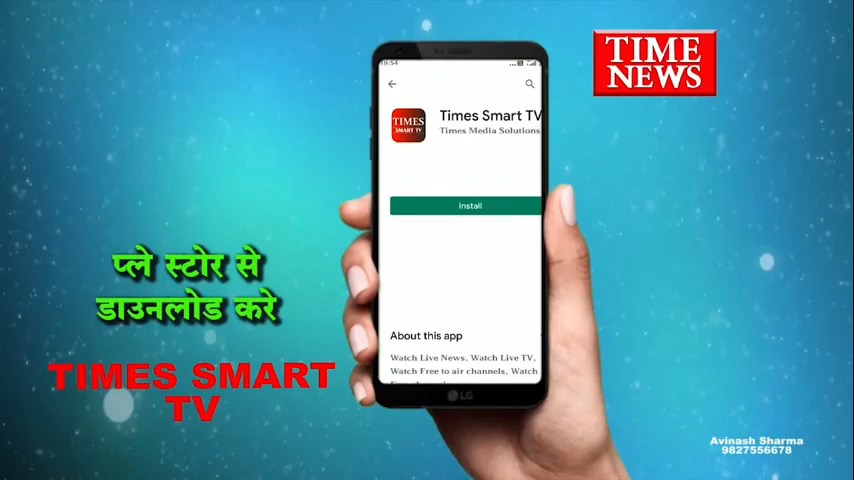 TIME
NEWS
19:54
Times Smart TV
Times Media Solutions
TIMES
SMART TV
Install
प्ले स्टोर से
डाउनलोड करे
TIMES SMART
TV
About this app
Watch Live News, Watch Live TV,
Watch Free to air channels, Watch
LG
Avinash Sharma
9827556678